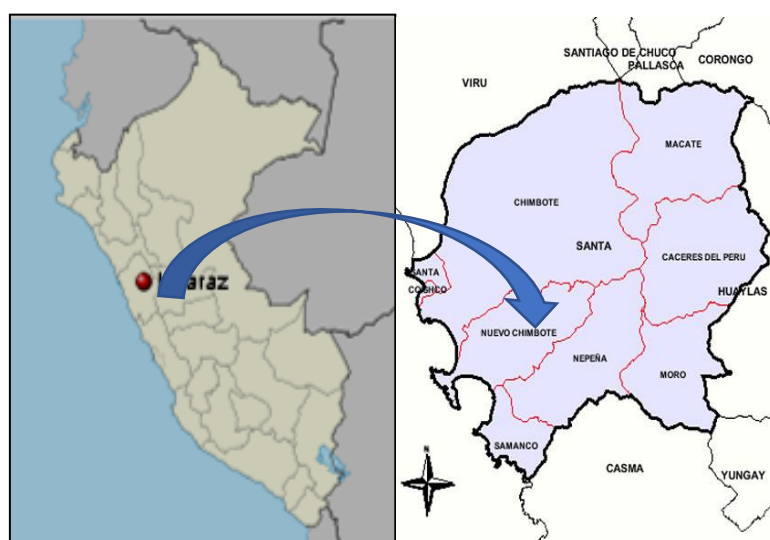 SANTIAGO DE CHUCO
PALLASCA
CORONGO
VIRU
MACATE
CHIMBOTE
SANTA
CACERES DEL PERU
SANTA
COISHCO
HUAYLAS
NUEVO CHIMBOTE
NEPEÑA
MORO
SAMANCO
N
CASMA
YUNGAY